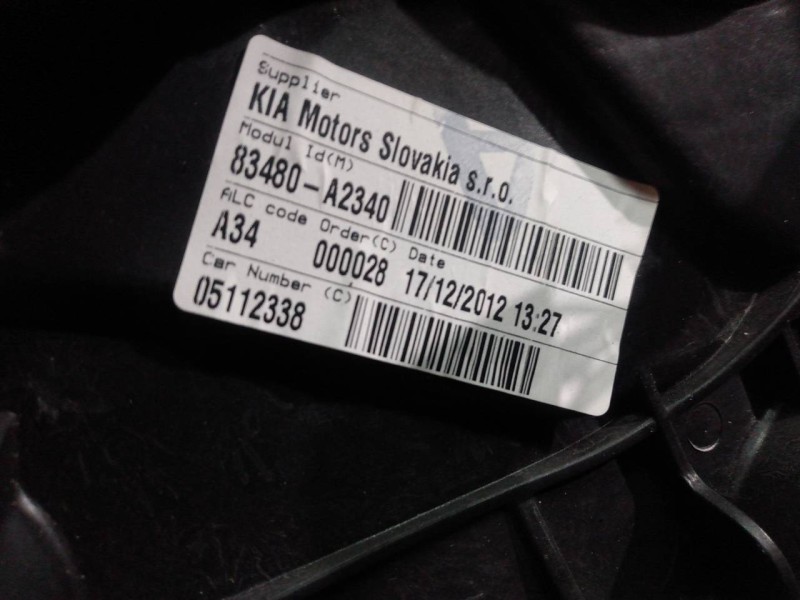 Supplier
KIA Motors Slovakia s.r.o.
Modul Id(M)
83480-A2340
ALC code Order(C) Date
A34 000028 17/12/2012 13:27
Car Number (C)
05112338